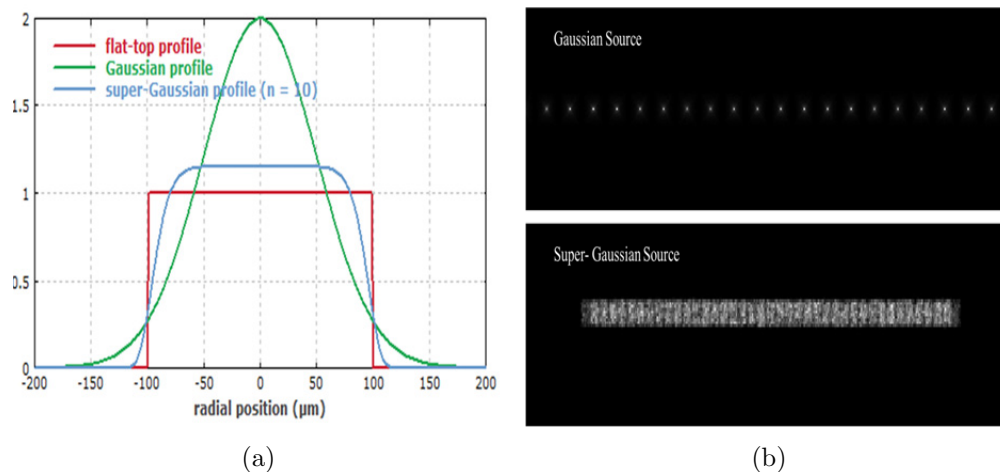 2
flat-top profile
Gaussian profile
super-Gaussian profile (n = 10)
1.5
1
0.5
0
-200 -150 -100 -50 0 50 100 150 200
radial position (µm)
(a)
Gaussian Source
Super- Gaussian Source
(b)